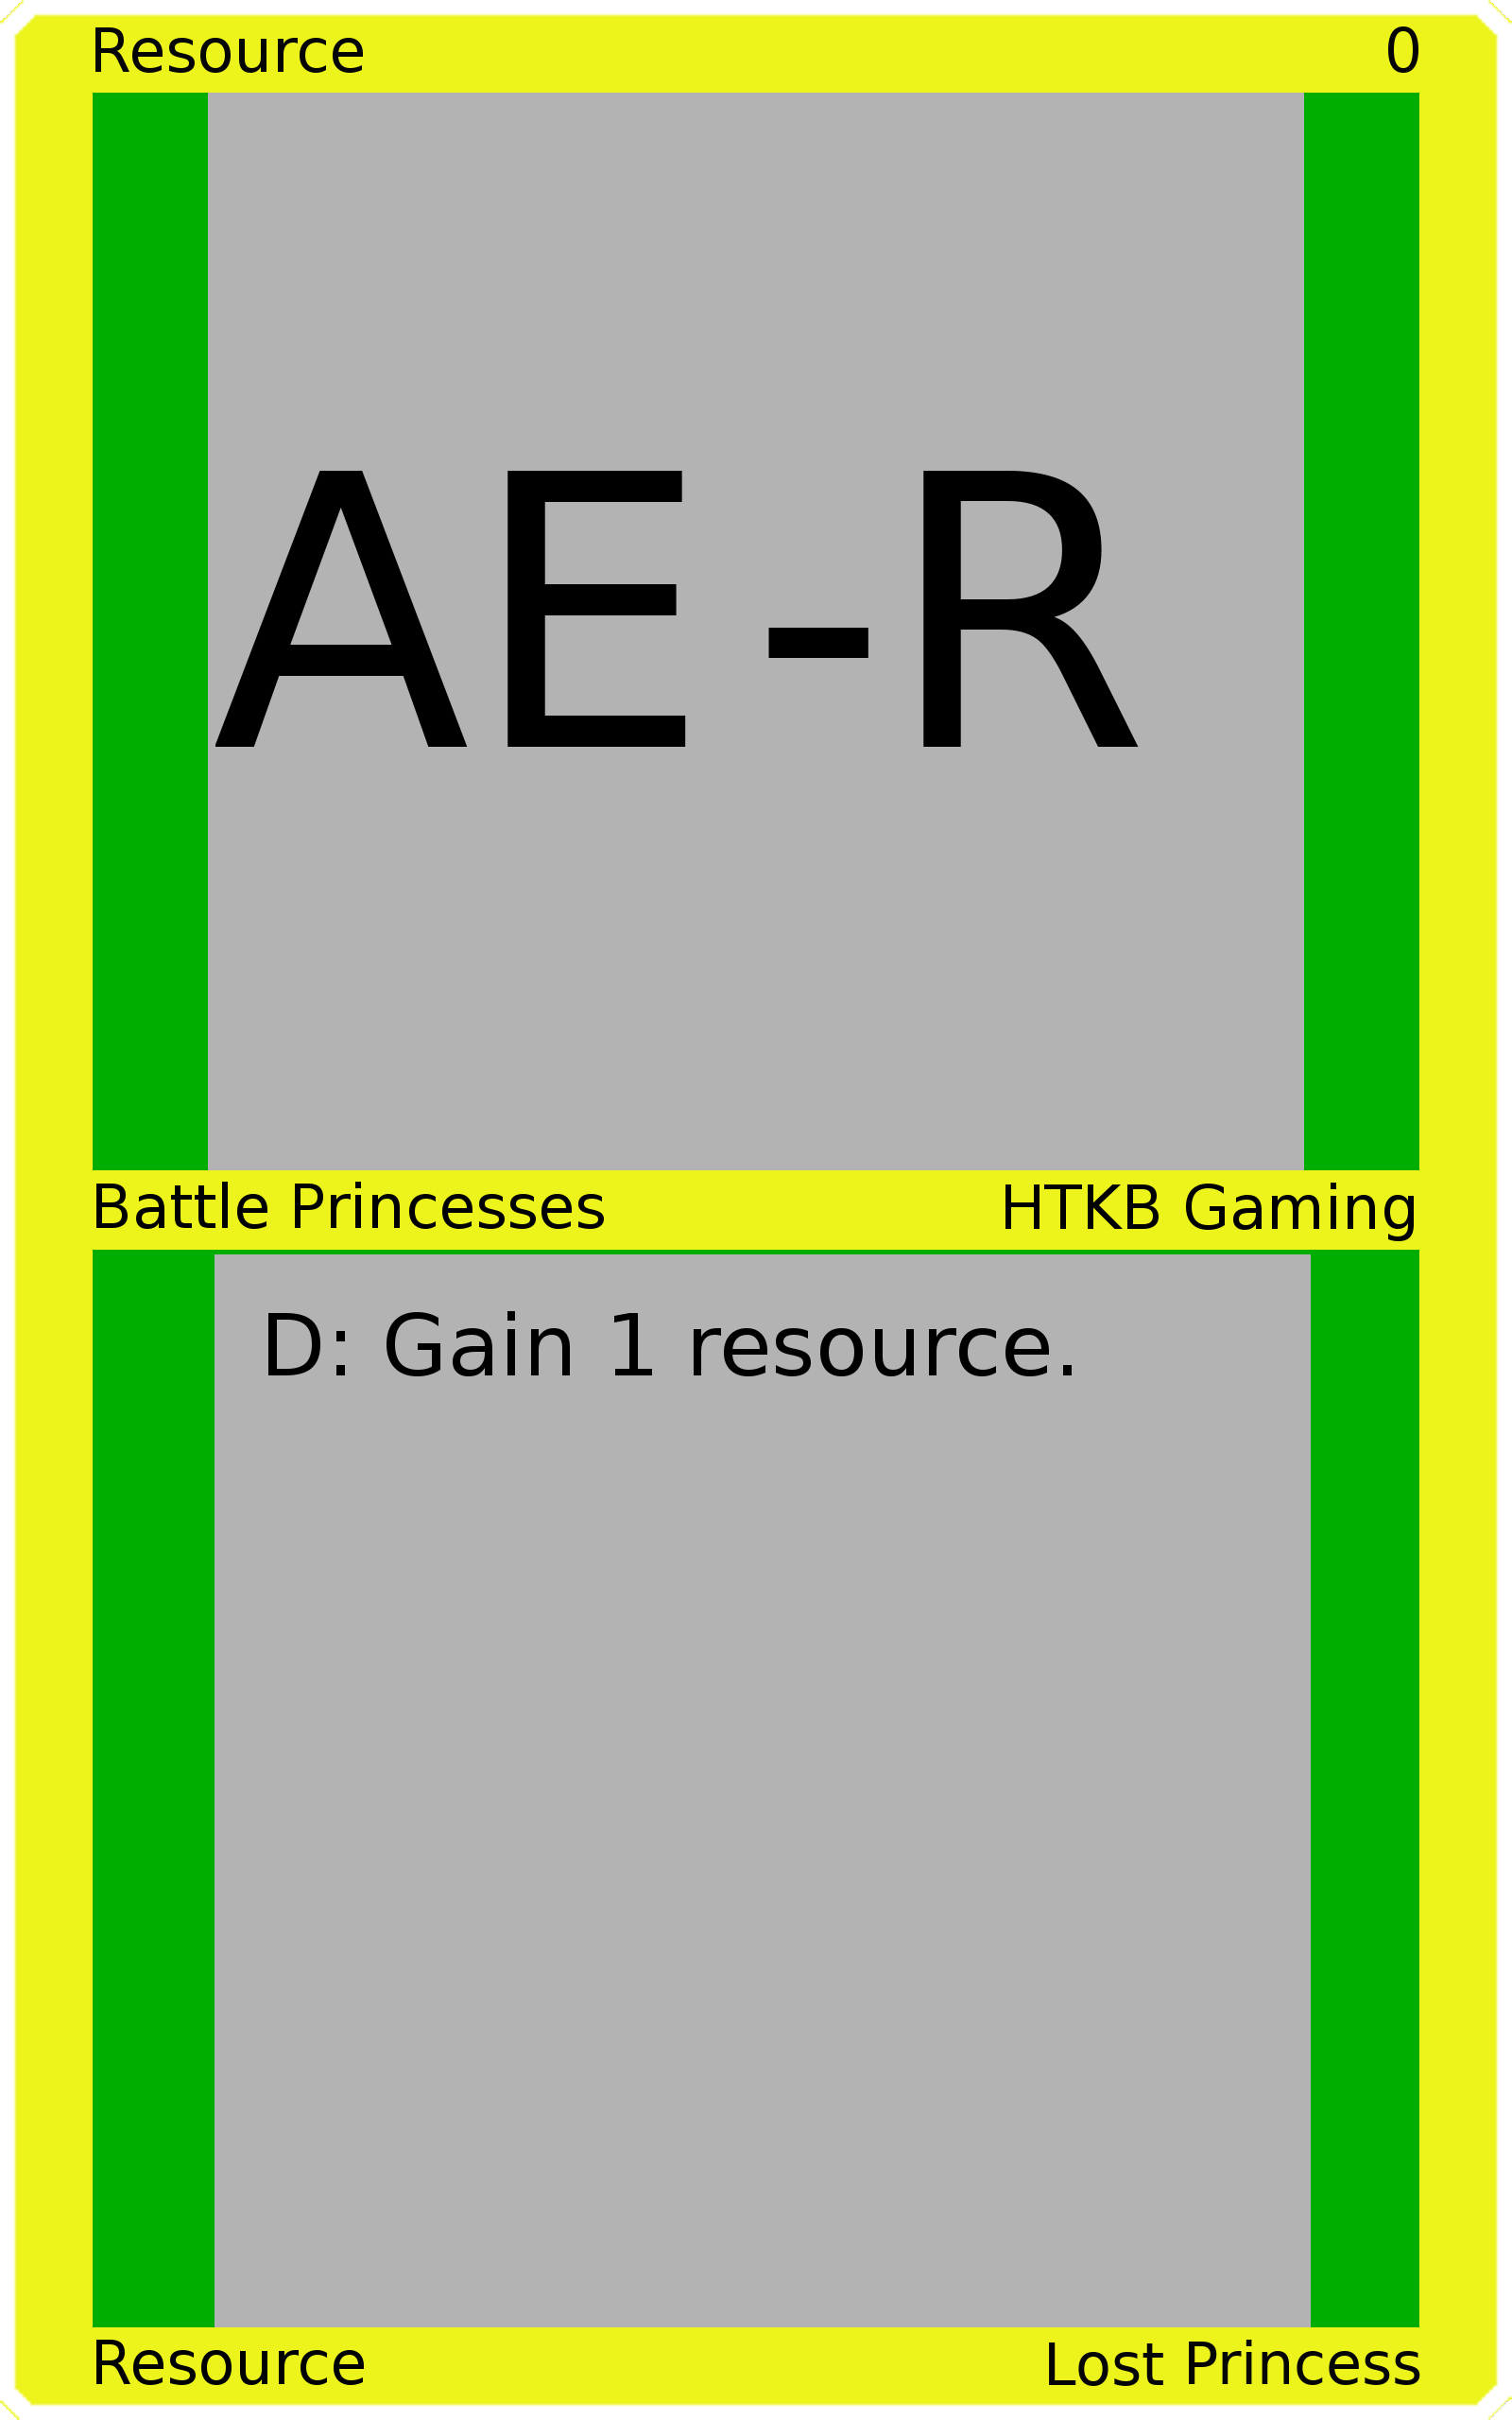 Resource 0
AE-R
Battle Princesses HTKB Gaming
D: Gain 1 resource.
Resource Lost Princess